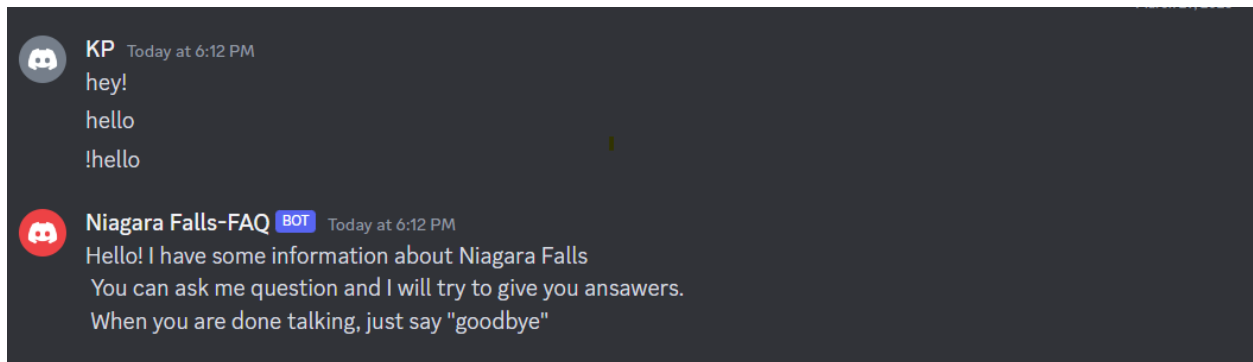 KP Today at 6:12 PM
hey!
hello
!hello
Niagara Falls-FAQ BOT Today at 6:12 PM
Hello! I have some information about Niagara Falls
You can ask me question and I will try to give you ansawers.
When you are done talking, just say "goodbye"